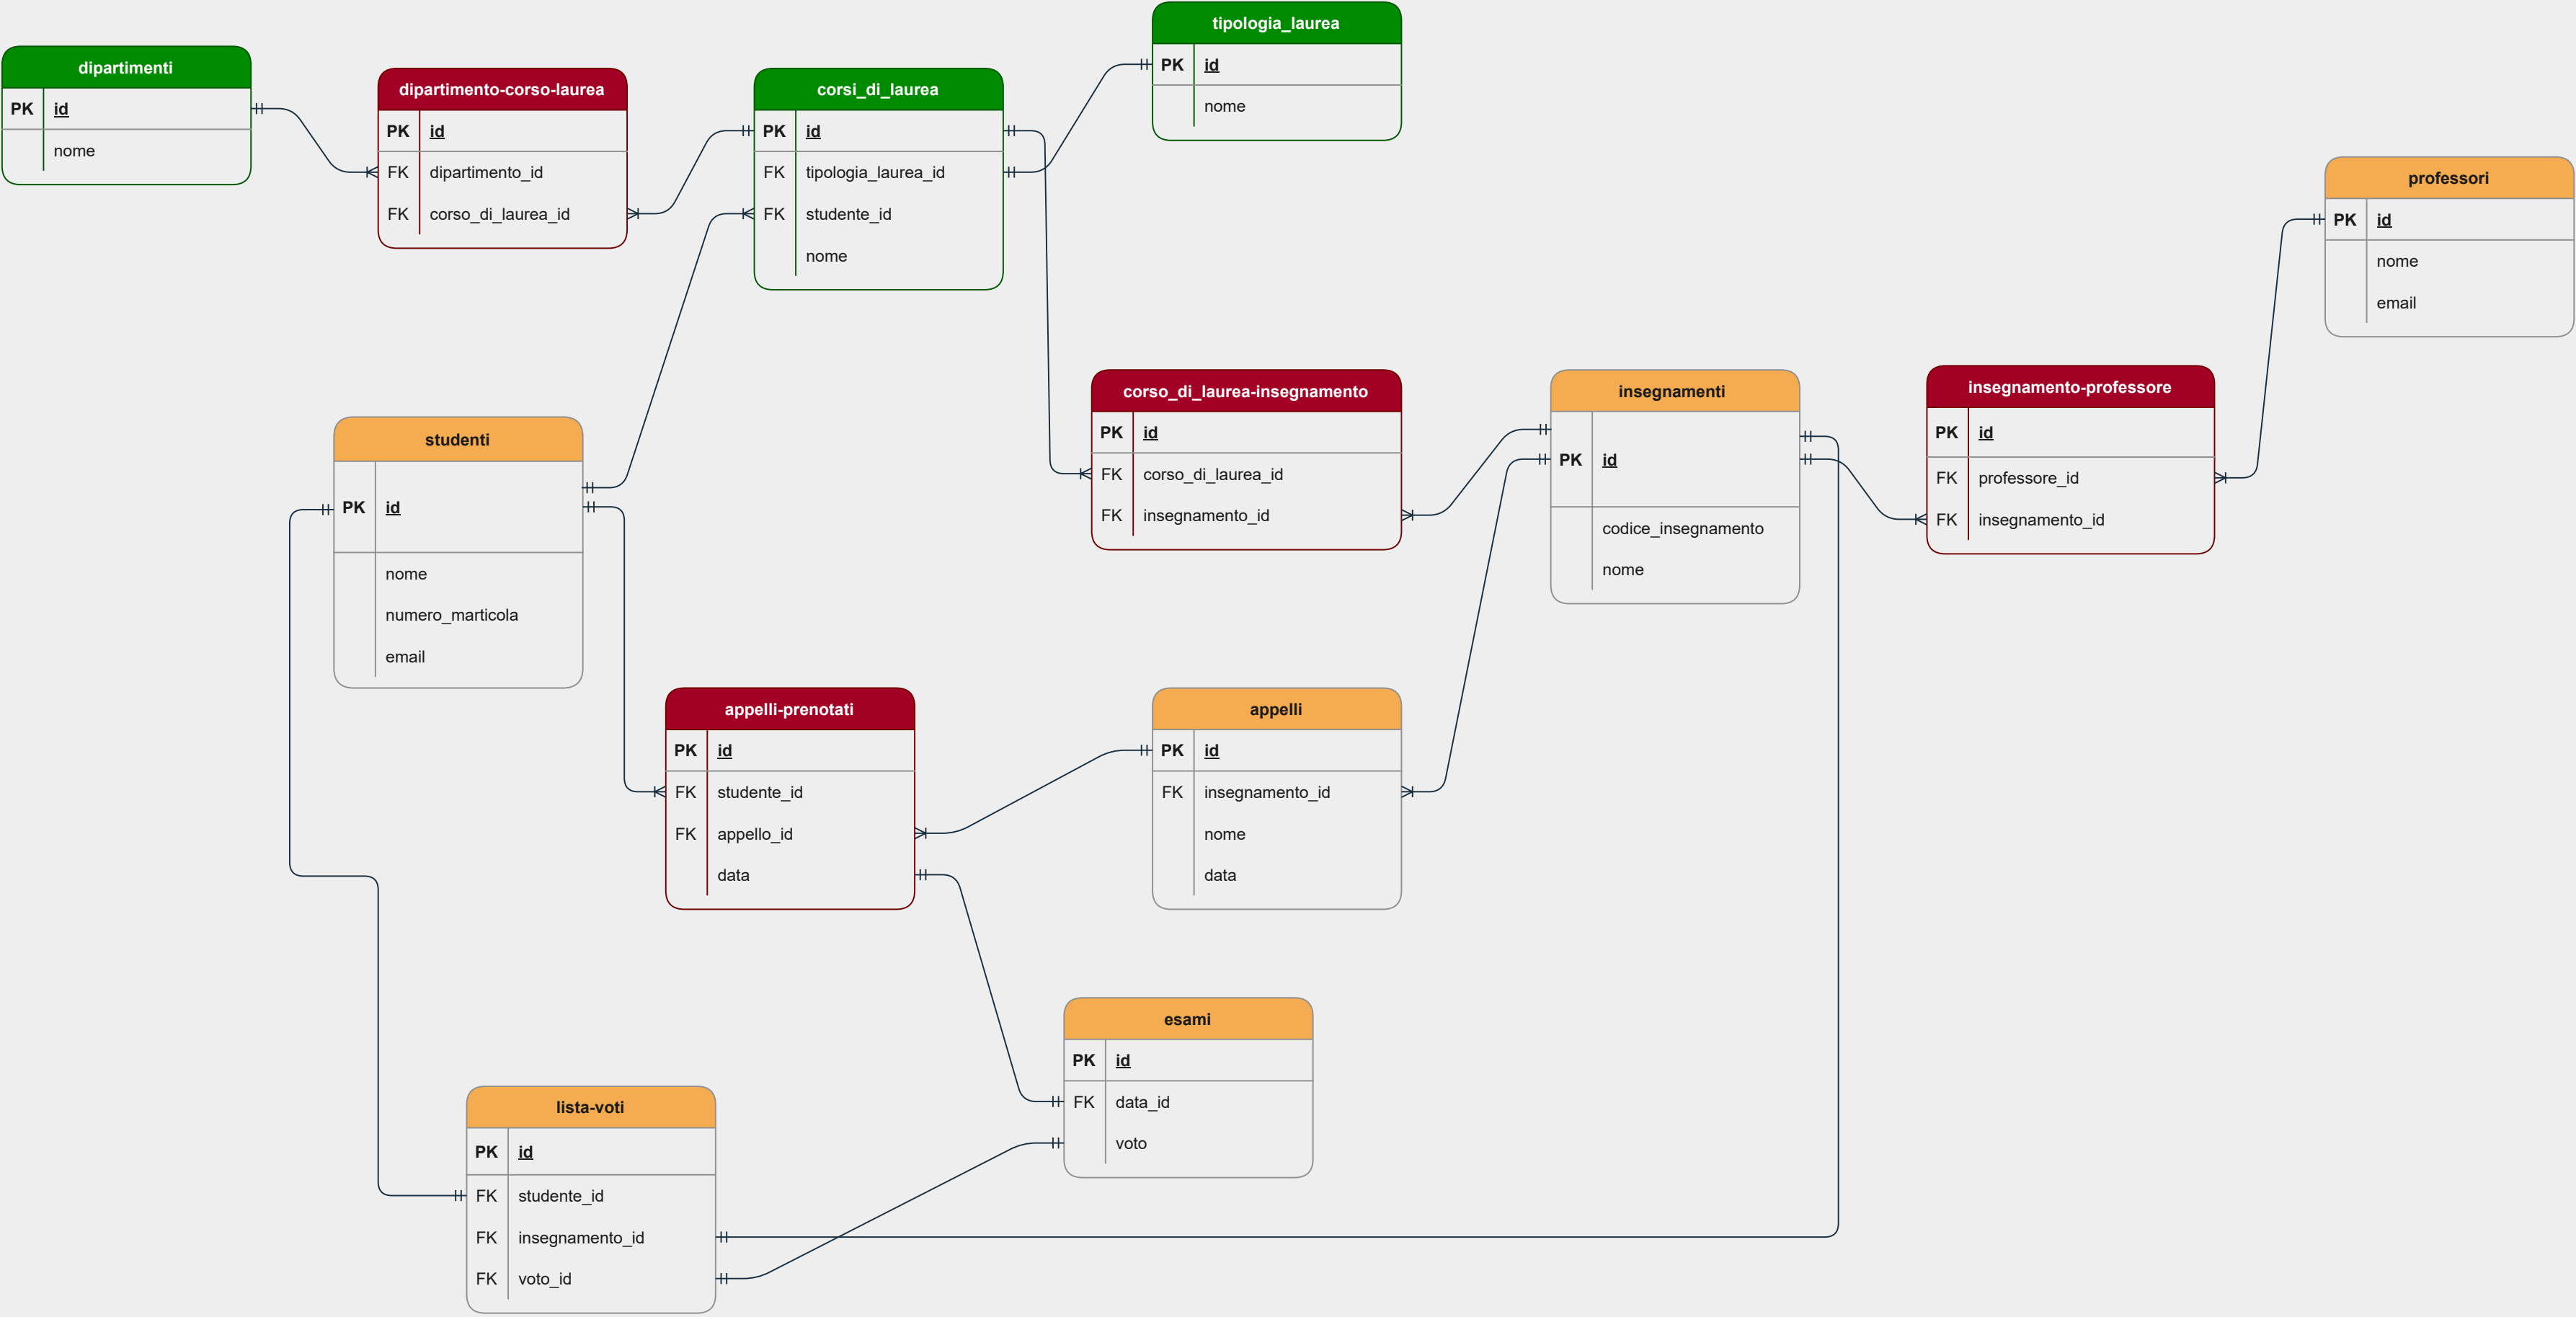 dipartimenti
PK id
nome
dipartimento-corso-laurea
PK id
FK dipartimento_id
FK corso_di_laurea_id
corsi_di_laurea
PK id
FK tipologia_laurea_id
FK studente_id
nome
tipologia_laurea
PK id
nome
professori
PK id
nome
email
studenti
PK id
nome
numero_marticola
email
corso_di_laurea-insegnamento
PK id
FK corso_di_laurea_id
FK insegnamento_id
insegnamenti
PK id
codice_insegnamento
nome
insegnamento-professore
PK id
FK professore_id
FK insegnamento_id
appelli-prenotati
PK id
FK studente_id
FK appello_id
data
appelli
PK id
FK insegnamento_id
nome
data
esami
PK id
FK data_id
voto
lista-voti
PK id
FK studente_id
FK insegnamento_id
FK voto_id